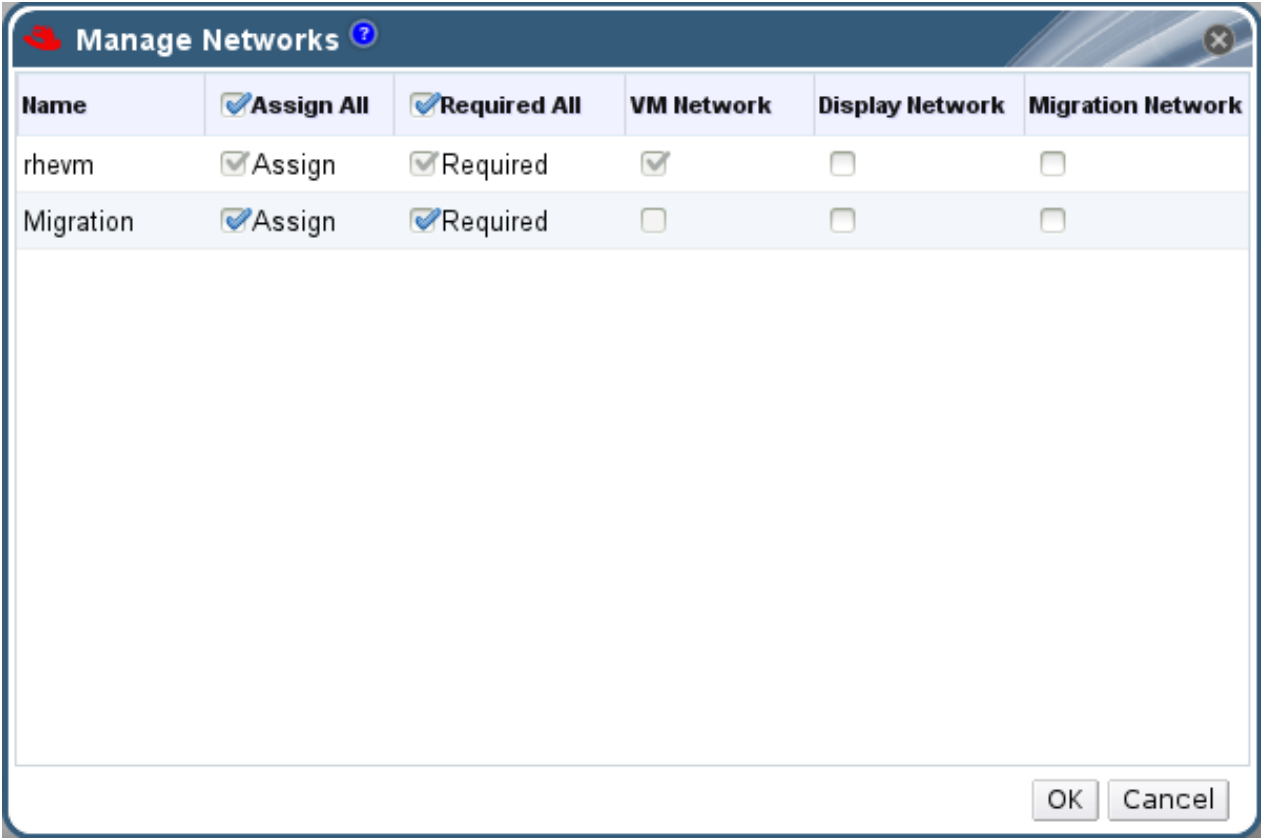 Manage Networks ?
Name Assign All Required All VM Network Display Network Migration Network
rhevm Assign Required
Migration Assign Required
OK Cancel